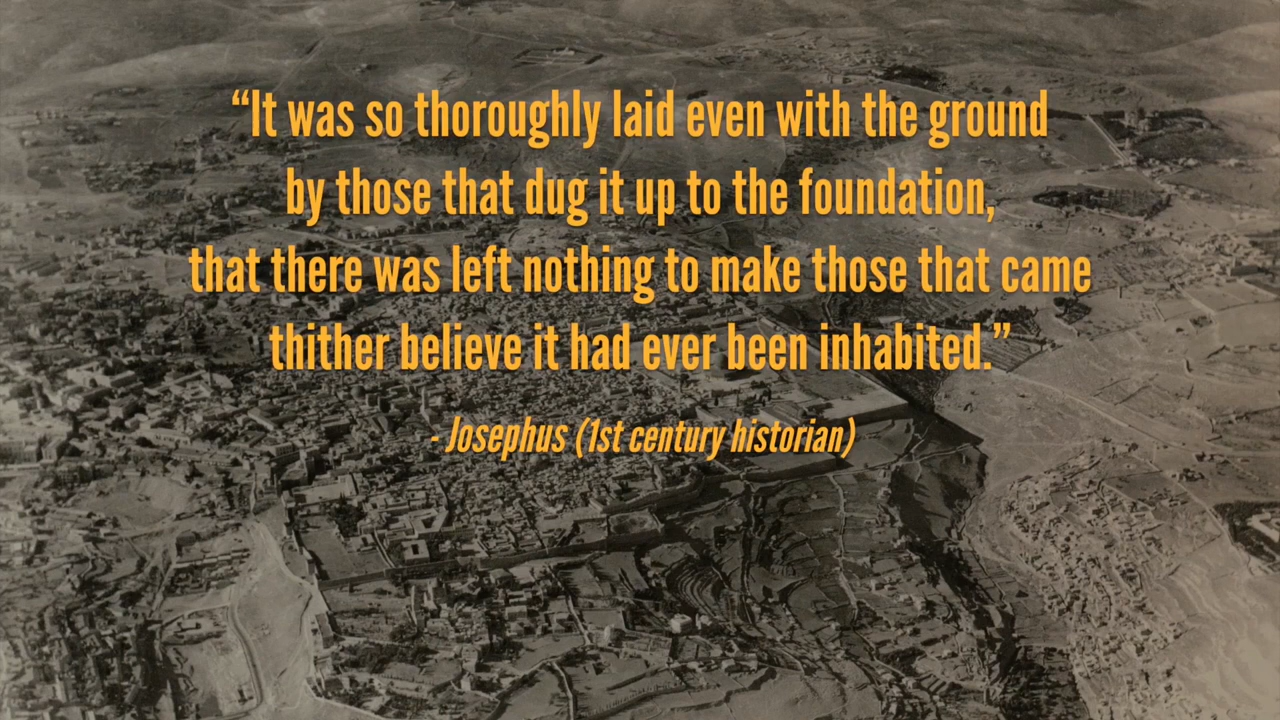 “It was so thoroughly laid even with the ground
by those that dug it up to the foundation,
that there was left nothing to make those that came
thither believe it had ever been inhabited.”
- Josephus (1st century historian)